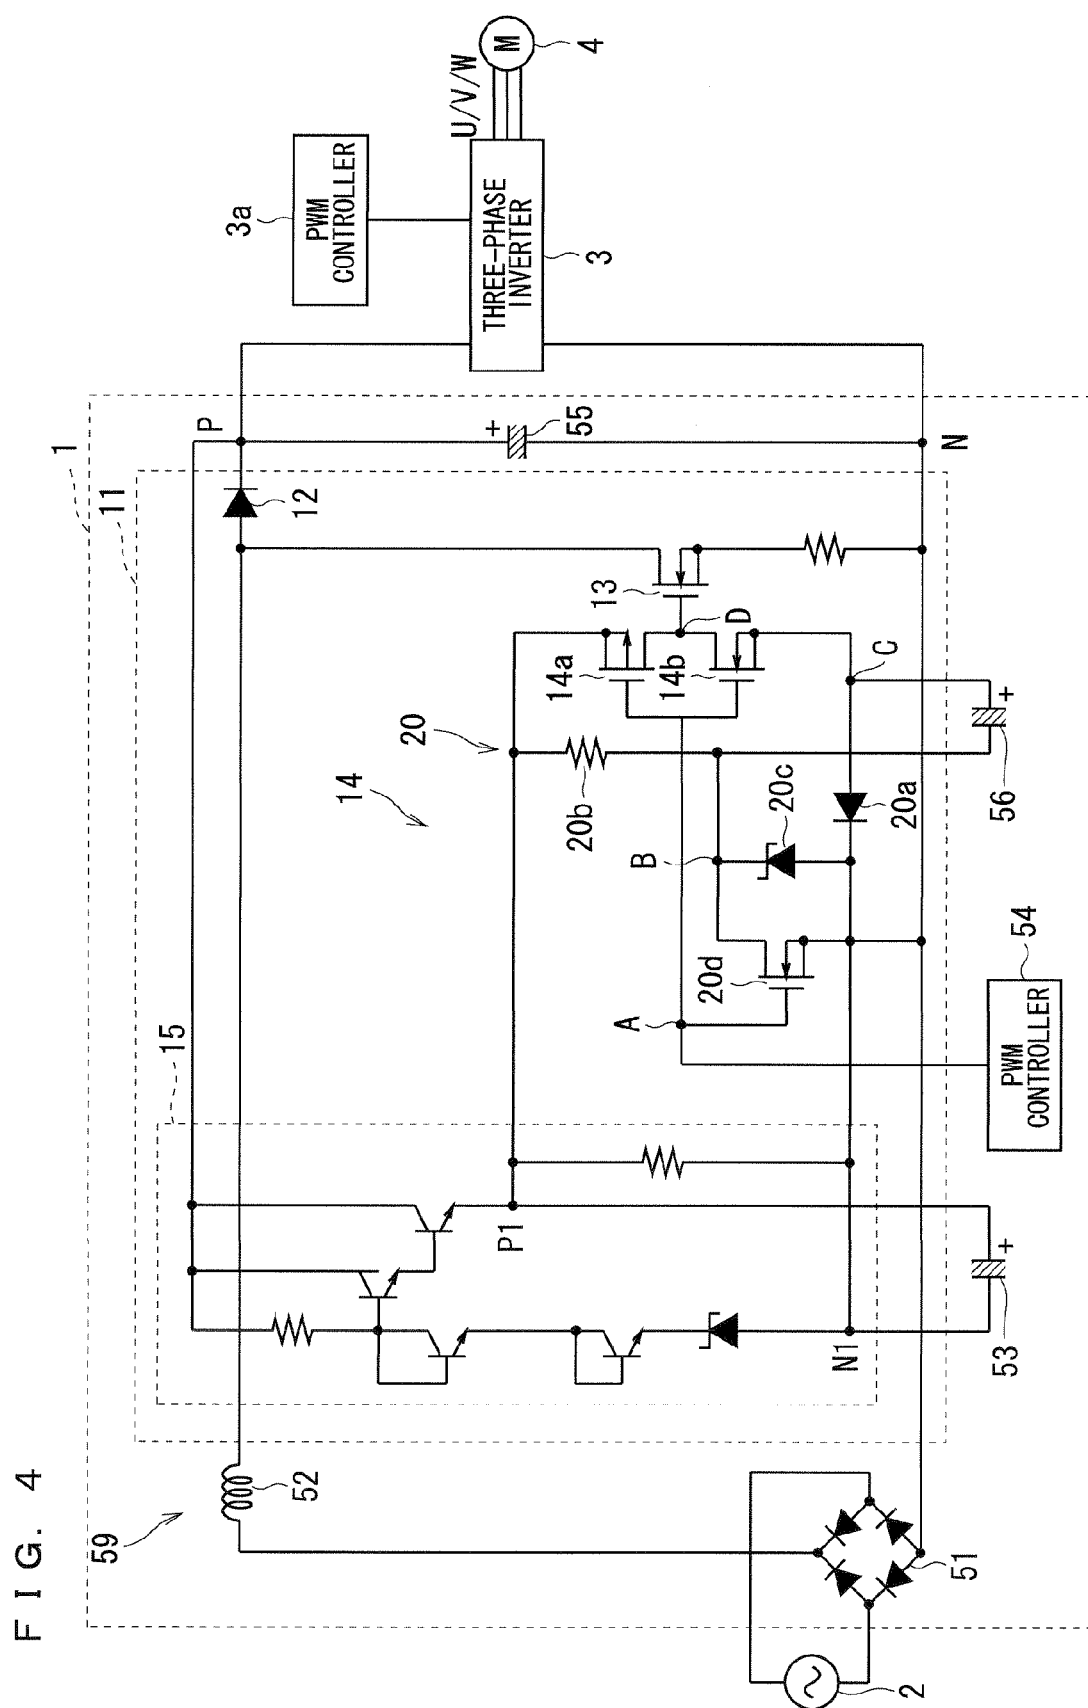 FIG. 4
59
1
11
15
52
P
12
55
+
N
3a
PWM
CONTROLLER
U/V/W
M
4
THREE-PHASE
INVERTER
3
14
20
20b
14a
14b
13
D
C
B
20c
20a
56
+
20d
A
54
PWM
CONTROLLER
P1
N1
53
+
51
2